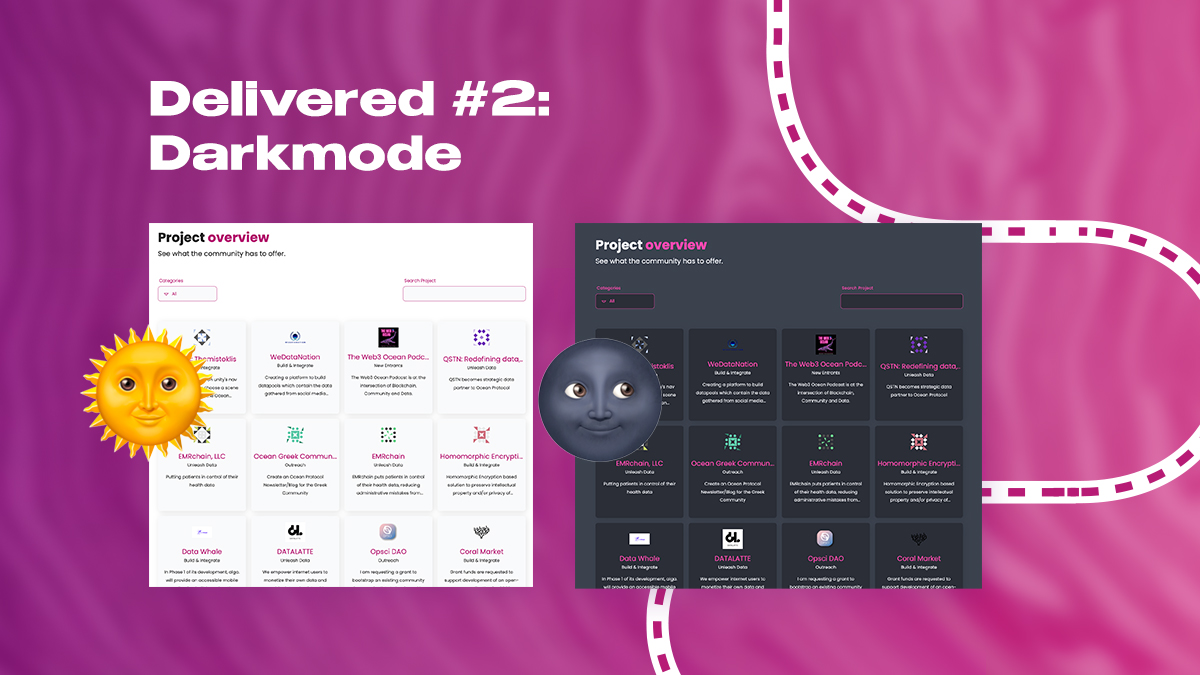 Delivered #2:
Darkmode
Project overview
See what the community has to offer.
Categories
All
Search Project
Themistoklis
WeDataNation
Build & Integrate
Creating a platform to build
datapools which contain the data
gathered from social media...
The Web3 Ocean Podc...
New Entrants
The Web3 Ocean Podcast is at the
intersection of Blockchain,
Community and Data.
QSTN: Redefining data,...
Unleash Data
QSTN becomes strategic data
partner to Ocean Protocol
EMRchain, LLC
Unleash Data
Putting patients in control of their
health data
Ocean Greek Commun...
Outreach
Create an Ocean Protocol
Newsletter/Blog for the Greek
Community
EMRchain
Unleash Data
EMRchain puts patients in control
of their health data, reducing
administrative mistakes from...
Homomorphic Encrypti...
Build & Integrate
Homomorphic Encryption based
solution to preserve intellectual
property and/or privacy of...
Data Whale
Build & Integrate
In Phase 1 of its development, alga.
will provide an accessible mobile
DATALATTE
Unleash Data
We empower internet users to
monetize their own data and
Opsci DAO
Outreach
I am requesting a grant to
bootstrap an existing community
Coral Market
Build & Integrate
Grant funds are requested to
support development of an open-
Project overview
See what the community has to offer.
Categories
All
Search Project
WeDataNation
Build & Integrate
Creating a platform to build
datapools which contain the data
gathered from social media...
The Web3 Ocean Podc...
New Entrants
The Web3 Ocean Podcast is at the
intersection of Blockchain,
Community and Data.
QSTN: Redefining data,...
Unleash Data
QSTN becomes strategic data
partner to Ocean Protocol
EMRchain, LLC
Unleash Data
Putting patients in control of their
health data
Ocean Greek Commun...
Outreach
Create an Ocean Protocol
Newsletter/Blog for the Greek
Community
EMRchain
Unleash Data
EMRchain puts patients in control
of their health data, reducing
administrative mistakes from...
Homomorphic Encrypti...
Build & Integrate
Homomorphic Encryption based
solution to preserve intellectual
property and/or privacy of...
Data Whale
Build & Integrate
In Phase 1 of its development, alga.
will provide an accessible mobile
DATALATTE
Unleash Data
We empower internet users to
monetize their own data and
Opsci DAO
Outreach
I am requesting a grant to
bootstrap an existing community
Coral Market
Build & Integrate
Grant funds are requested to
support development of an open-